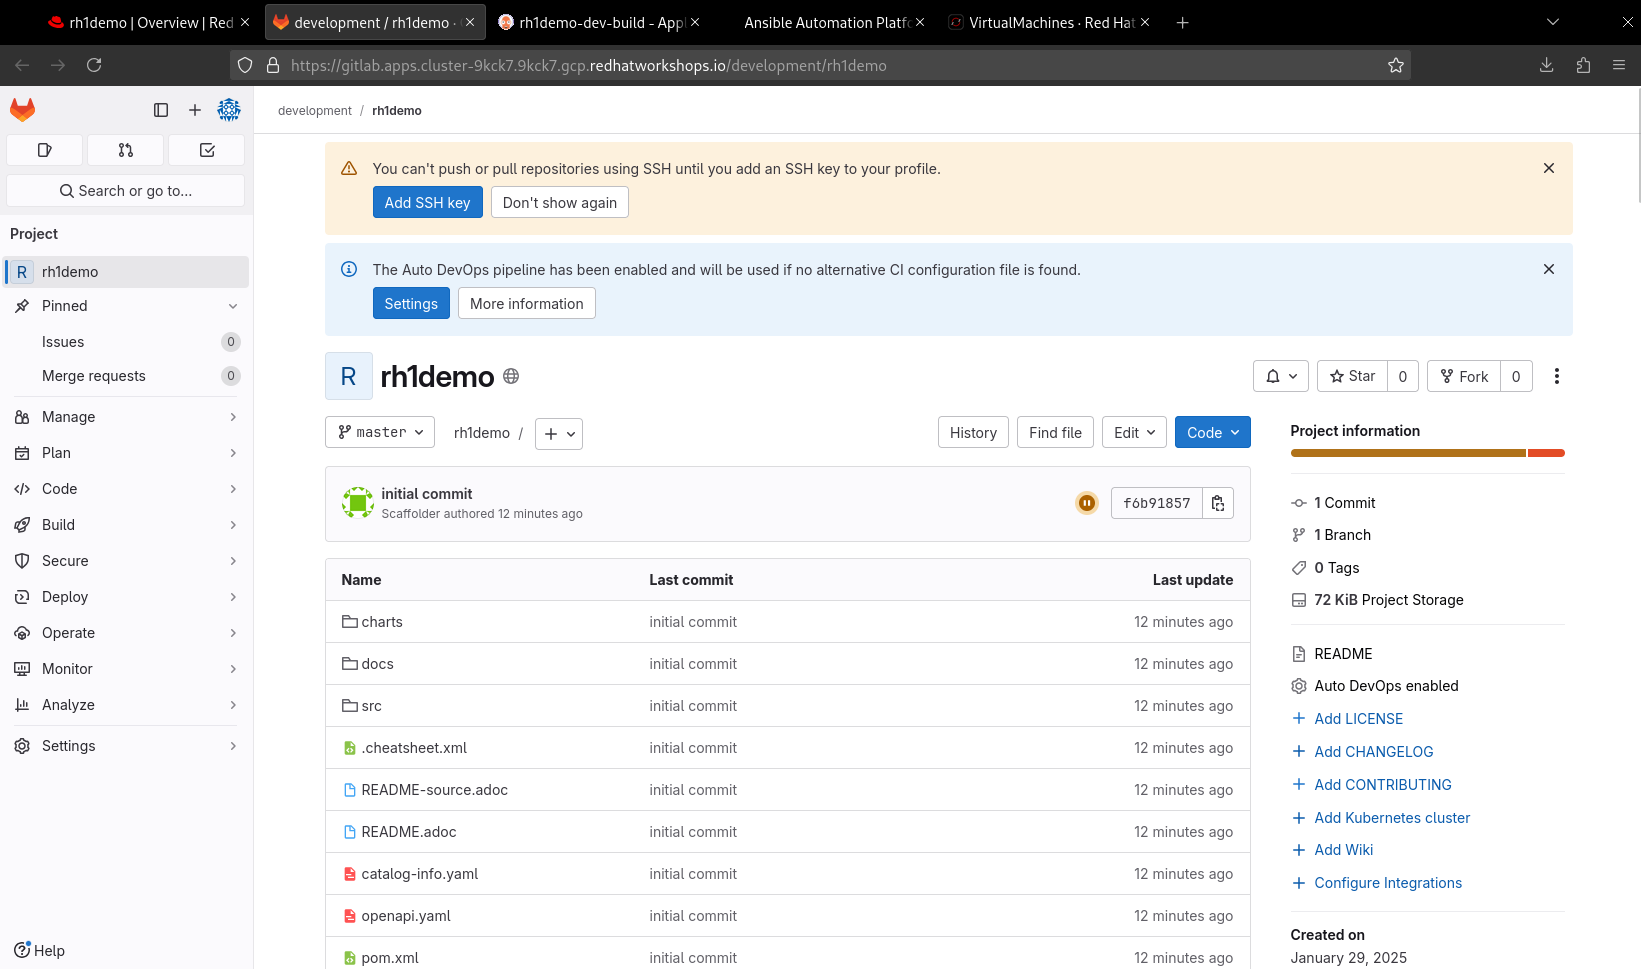 rh1demo | Overview | Red
development / rh1demo ·
rh1demo-dev-build - Appl
Ansible Automation Platfo
VirtualMachines · Red Hat
https://gitlab.apps.cluster-9kck7.9kck7.gcp.redhatworkshops.io/development/rh1demo
development / rh1demo
Search or go to...
Project
R rh1demo
Pinned
Issues 0
Merge requests 0
Manage
Plan
Code
Build
Secure
Deploy
Operate
Monitor
Analyze
Settings
Help
You can't push or pull repositories using SSH until you add an SSH key to your profile.
Add SSH key Don't show again
The Auto DevOps pipeline has been enabled and will be used if no alternative CI configuration file is found.
Settings More information
R rh1demo
Star 0 Fork 0
master rh1demo / +
History Find file Edit Code
initial commit
Scaffolder authored 12 minutes ago
f6b91857
Name Last commit Last update
charts initial commit 12 minutes ago
docs initial commit 12 minutes ago
src initial commit 12 minutes ago
.cheatsheet.xml initial commit 12 minutes ago
README-source.adoc initial commit 12 minutes ago
README.adoc initial commit 12 minutes ago
catalog-info.yaml initial commit 12 minutes ago
openapi.yaml initial commit 12 minutes ago
pom.xml initial commit 12 minutes ago
Project information
1 Commit
1 Branch
0 Tags
72 KiB Project Storage
README
Auto DevOps enabled
Add LICENSE
Add CHANGELOG
Add CONTRIBUTING
Add Kubernetes cluster
Add Wiki
Configure Integrations
Created on
January 29, 2025